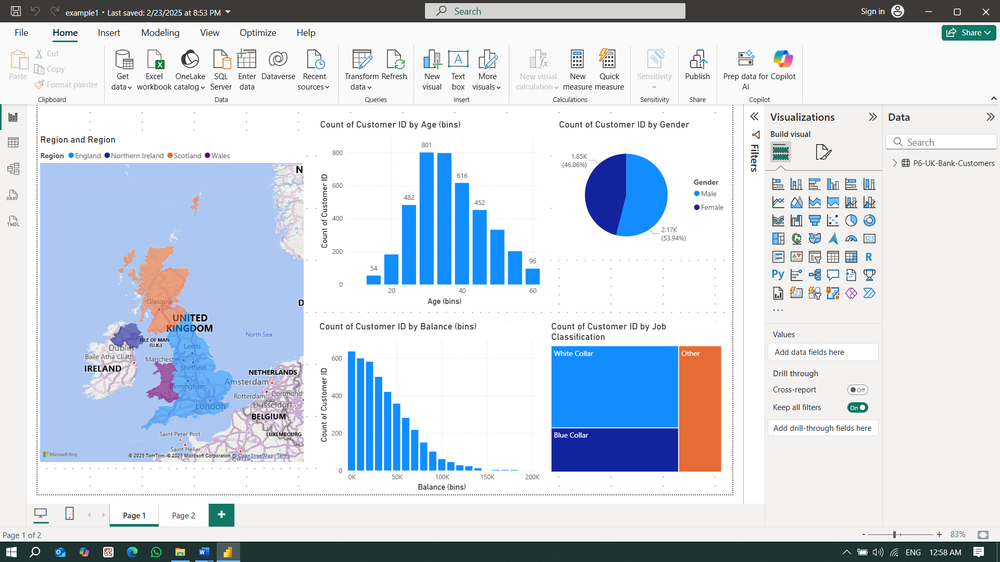 example1 • Last saved: 2/23/2025 at 8:53 PM
Search
Sign in
File
Home
Insert
Modeling
View
Optimize
Help
Share
Paste
Cut
Copy
Format painter
Clipboard
Get data
Excel workbook
OneLake catalog
SQL Server
Enter data
Dataverse
Recent sources
Data
Transform data
Refresh
Queries
New visual
Text box
More visuals
Insert
New visual calculation
New measure
Quick measure
Calculations
Sensitivity
Sensitivity
Publish
Share
Prep data for AI
Copilot
Copilot
DAX
TMDL
Region and Region
Region England Northern Ireland Scotland Wales
N
D
Glasgow
UNITED KINGDOM
North Sea
ISLE OF MAN (U.K.)
Dublin
Baile Atha Cliath
IRELAND
Leeds
Manchester
Sheffield
Birmingham
London
NETHERLANDS
Amsterdam
Rotterdam
Dortmund
Düsseldorf
BELGIUM
LUXEMBOURG
Saint Peter Port
Saint Helier
Paris
Microsoft Bing
© 2025 TomTom, © 2025 Microsoft Corporation, © OpenStreetMap Terms
Count of Customer ID by Age (bins)
Count of Customer ID
800
600
400
200
0
54
482
801
616
452
96
20
40
60
Age (bins)
Count of Customer ID by Gender
1.85K
(46.06%)
2.17K
(53.94%)
Gender
Male
Female
Count of Customer ID by Balance (bins)
Count of Customer ID
600
400
200
0
0K
50K
100K
150K
200K
Balance (bins)
Count of Customer ID by Job
Classification
White Collar
Blue Collar
Other
Filters
Visualizations
Build visual
123
R
Py
123
...
Values
Add data fields here
Drill through
Cross-report
Off
Keep all filters
On
Add drill-through fields here
Data
Search
P6-UK-Bank-Customers
Page 1
Page 2
+
Page 1 of 2
- + 83%
ENG
12:58 AM